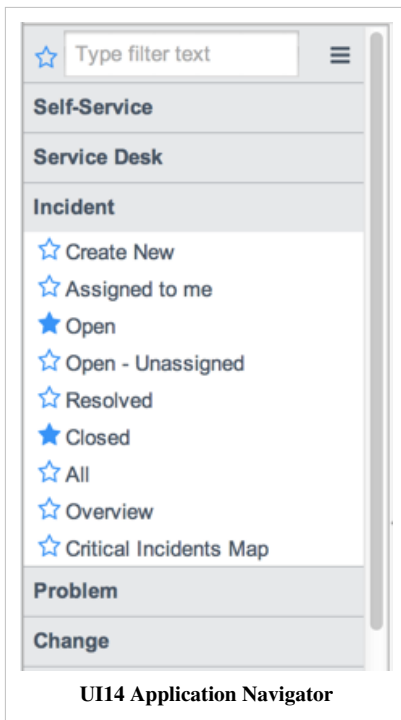 Type filter text
Self-Service
Service Desk
Incident
Create New
Assigned to me
Open
Open - Unassigned
Resolved
Closed
All
Overview
Critical Incidents Map
Problem
Change
UI14 Application Navigator